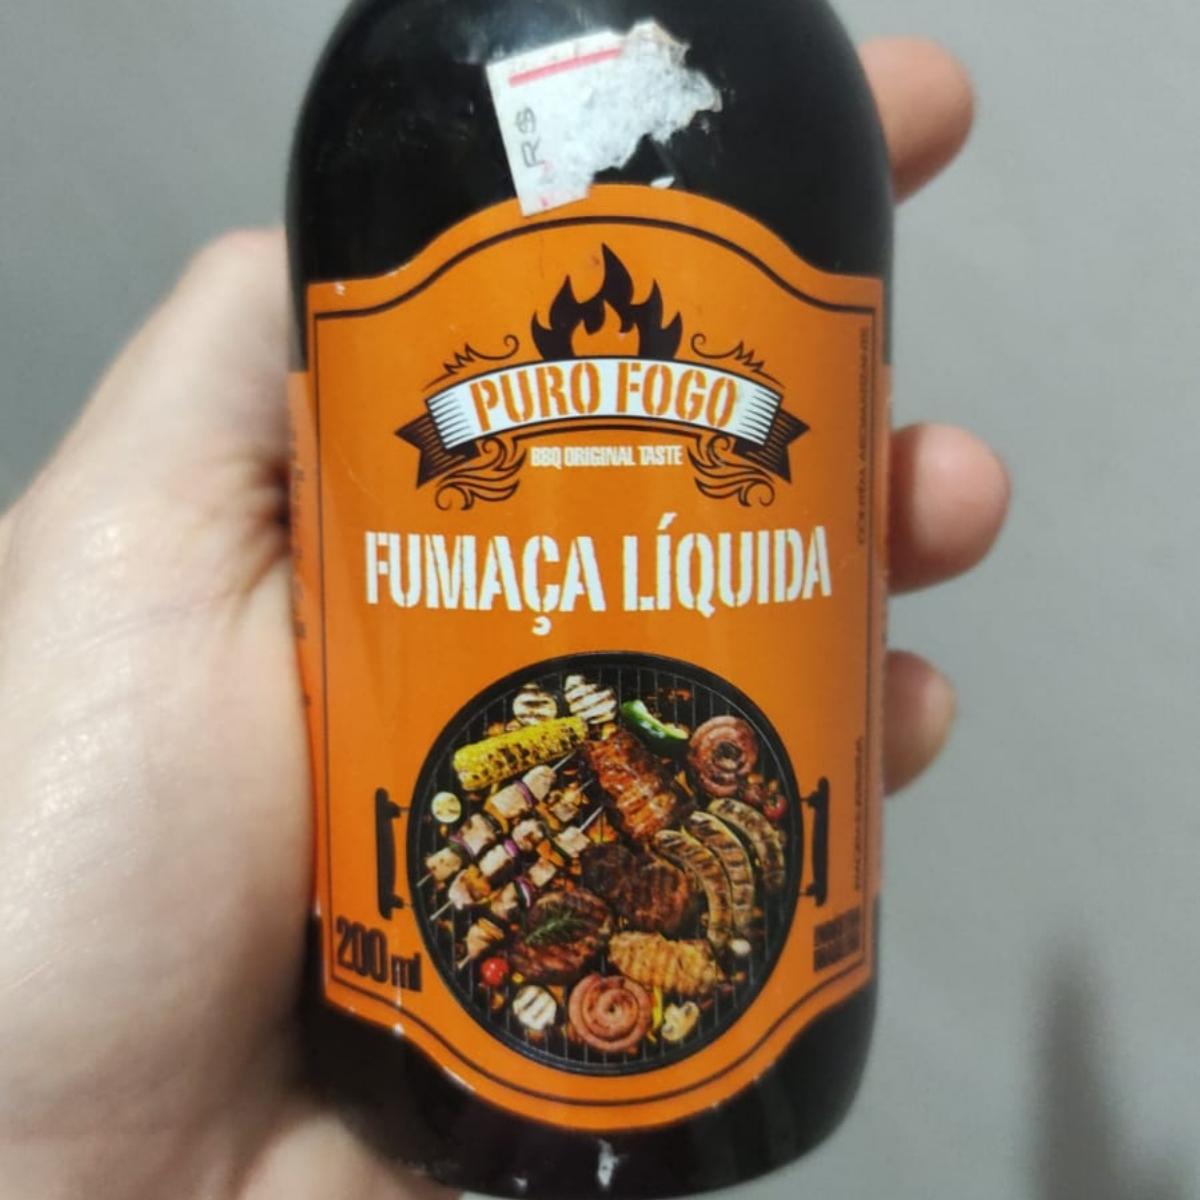 R$
PURO FOGO
BBQ ORIGINAL TASTE
FUMAÇA LÍQUIDA
200 ml